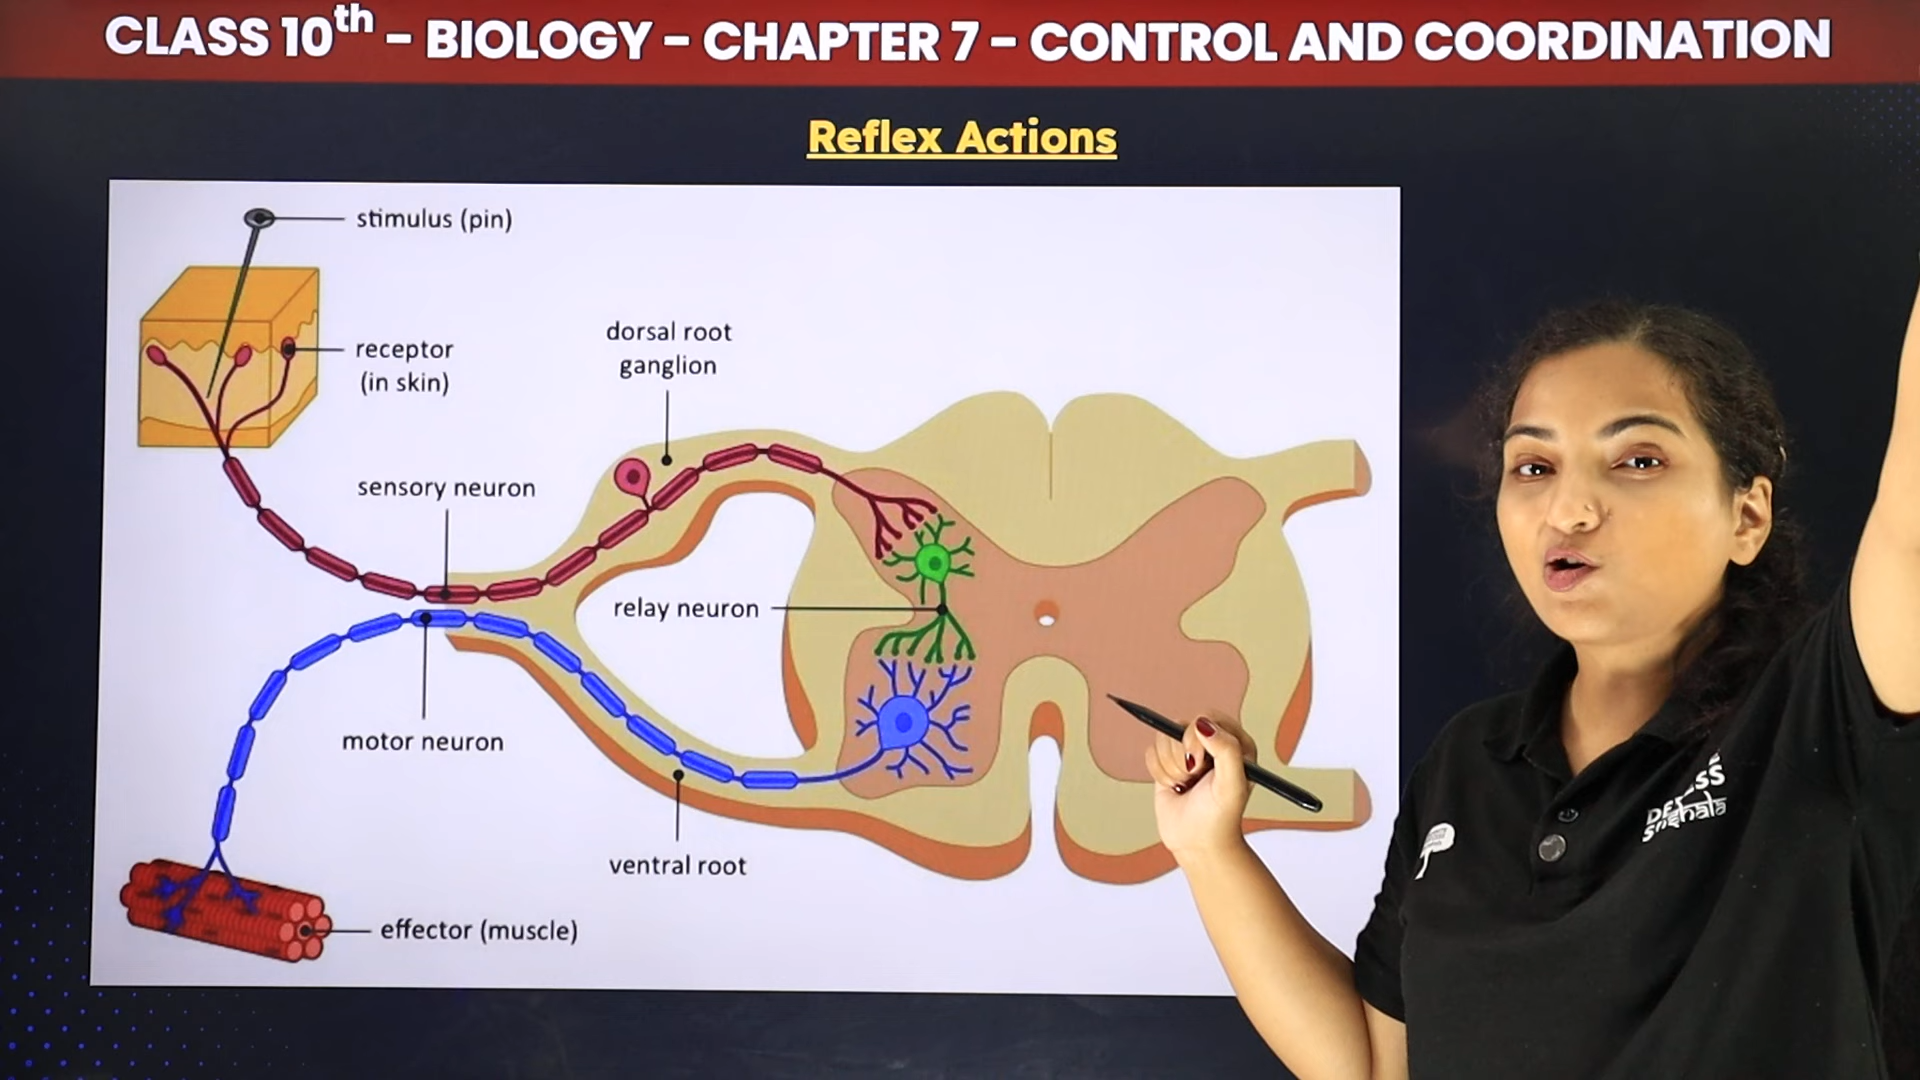 CLASS 10th – BIOLOGY – CHAPTER 7 – CONTROL AND COORDINATION
Reflex Actions
stimulus (pin)
receptor
(in skin)
dorsal root
ganglion
sensory neuron
relay neuron
motor neuron
ventral root
effector (muscle)